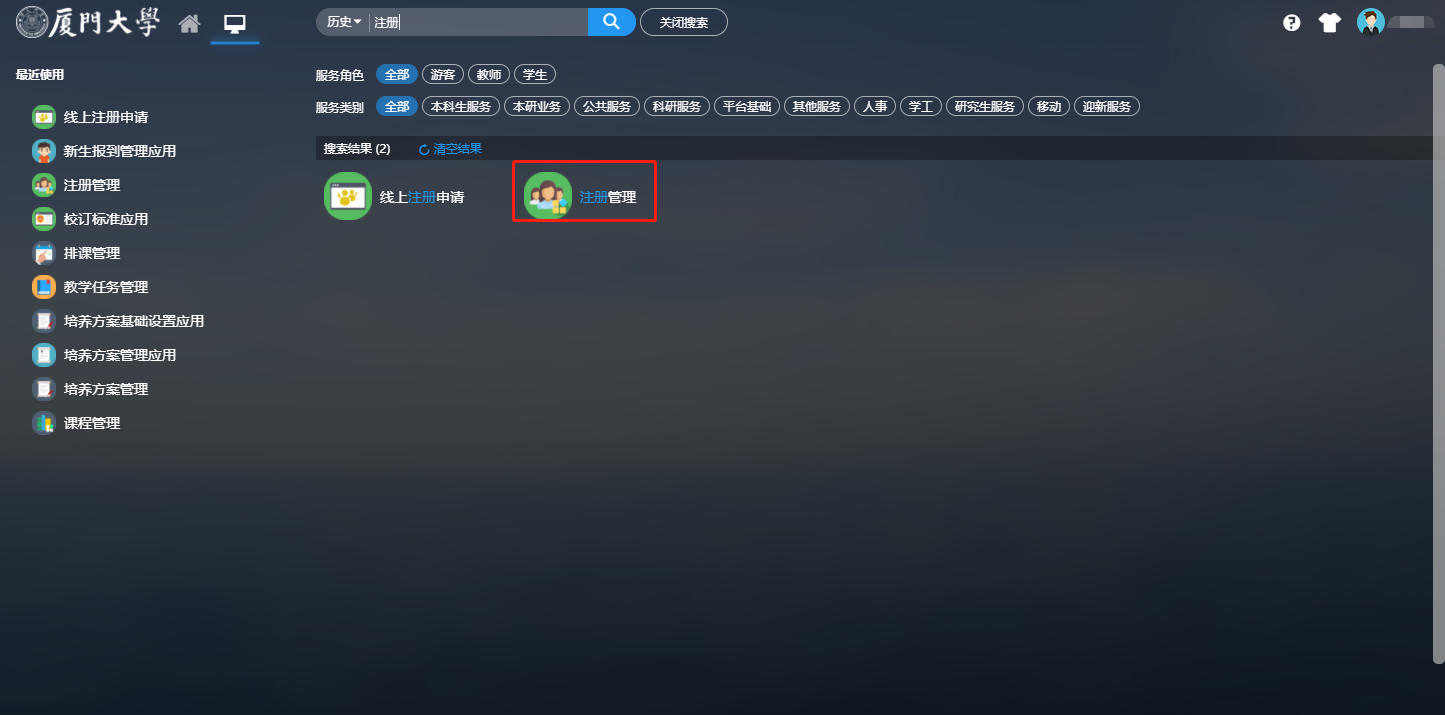 厦門大學
历史 注册 关闭搜索
最近使用
线上注册申请
新生报到管理应用
注册管理
校订标准应用
排课管理
教学任务管理
培养方案基础设置应用
培养方案管理应用
培养方案管理
课程管理
服务角色 全部 游客 教师 学生
服务类别 全部 本科生服务 本研业务 公共服务 科研服务 平台基础 其他服务 人事 学工 研究生服务 移动 迎新服务
搜索结果 (2) 清空结果
线上注册申请 注册管理